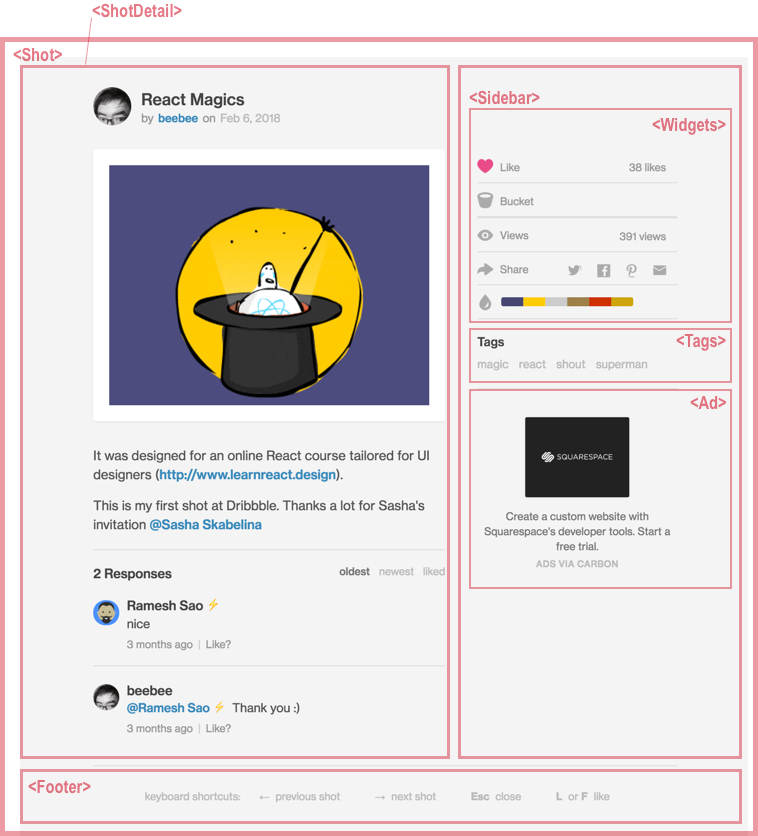 <ShotDetail>
<Shot>
React Magics
by beebee on Feb 6, 2018
It was designed for an online React course tailored for UI
designers (http://www.learnreact.design).
This is my first shot at Dribbble. Thanks a lot for Sasha's
invitation @Sasha Skabelina
2 Responses
oldest newest liked
Ramesh Sao ⚡
nice
3 months ago | Like?
beebee
@Ramesh Sao ⚡ Thank you :)
3 months ago | Like?
<Sidebar>
<Widgets>
Like 38 likes
Bucket
Views 391 views
Share
<Tags>
Tags
magic react shout superman
<Ad>
SQUARESPACE
Create a custom website with
Squarespace's developer tools. Start a
free trial.
ADS VIA CARBON
<Footer>
keyboard shortcuts: ← previous shot → next shot Esc close L or F like